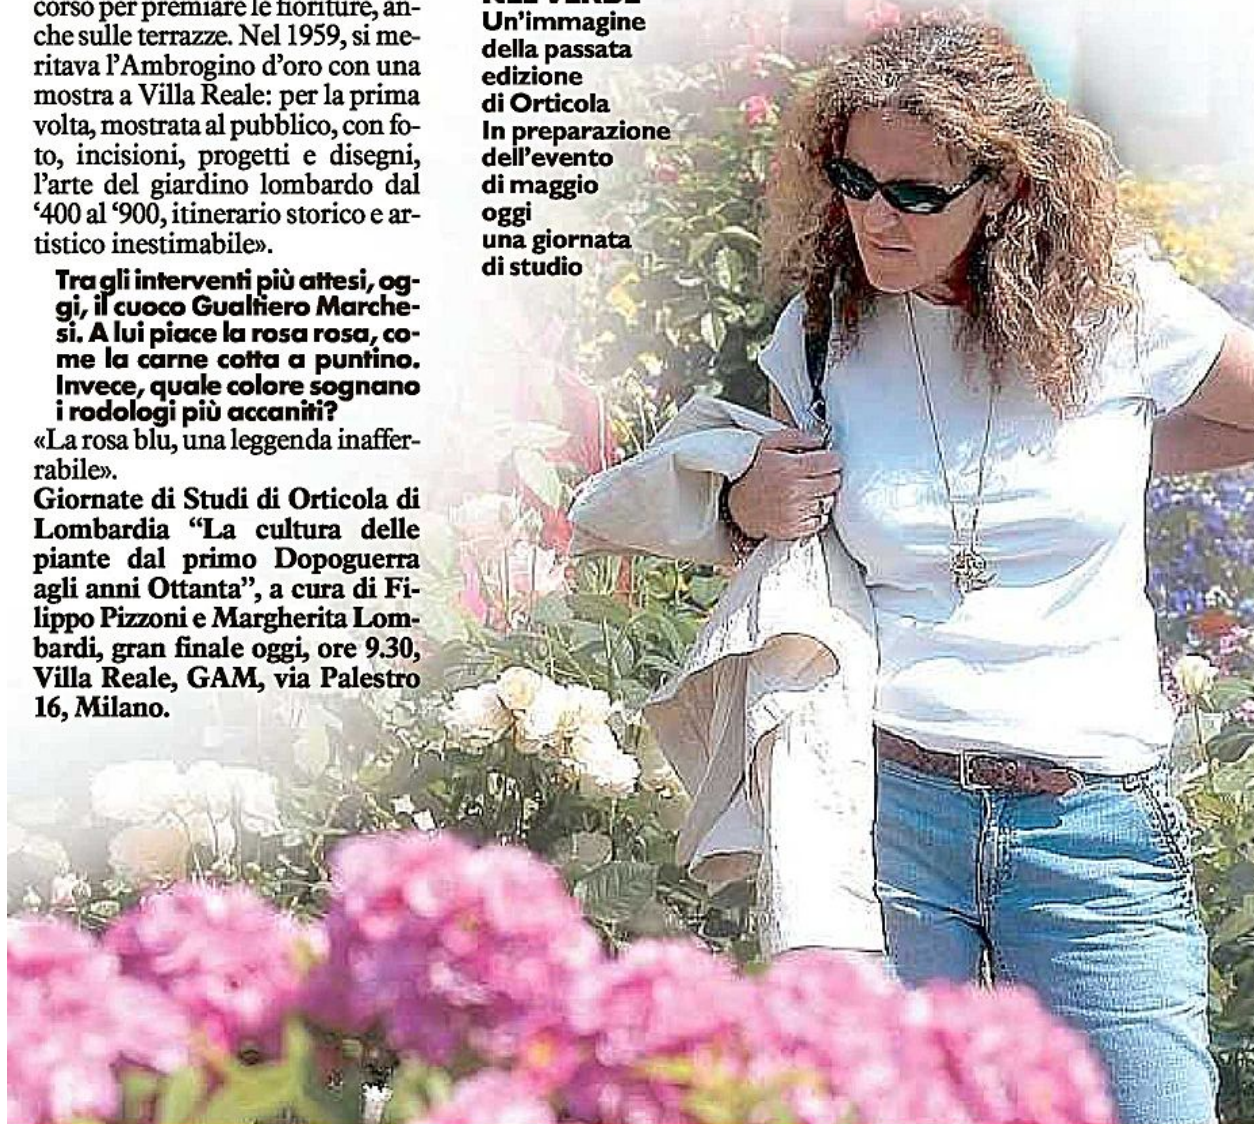 corso per premiare le fioriture, an-
che sulle terrazze. Nel 1959, si me-
ritava l'Ambrogino d'oro con una
mostra a Villa Reale: per la prima
volta, mostrata al pubblico, con fo-
to, incisioni, progetti e disegni,
l'arte del giardino lombardo dal
‘400 al ‘900, itinerario storico e ar-
tistico inestimabile».
Tra gli interventi più attesi, og-
gi, il cuoco Gualtiero Marche-
si. A lui piace la rosa rosa, co-
me la carne cotta a puntino.
Invece, quale colore sognano
i rodologi più accaniti?
«La rosa blu, una leggenda inaffer-
rabile».
Giornate di Studi di Orticola di
Lombardia “La cultura delle
piante dal primo Dopoguerra
agli anni Ottanta”, a cura di Fi-
lippo Pizzoni e Margherita Lom-
bardi, gran finale oggi, ore 9.30,
Villa Reale, GAM, via Palestro
16, Milano.
NEL VERDE
Un'immagine
della passata
edizione
di Orticola
In preparazione
dell'evento
di maggio
oggi
una giornata
di studio